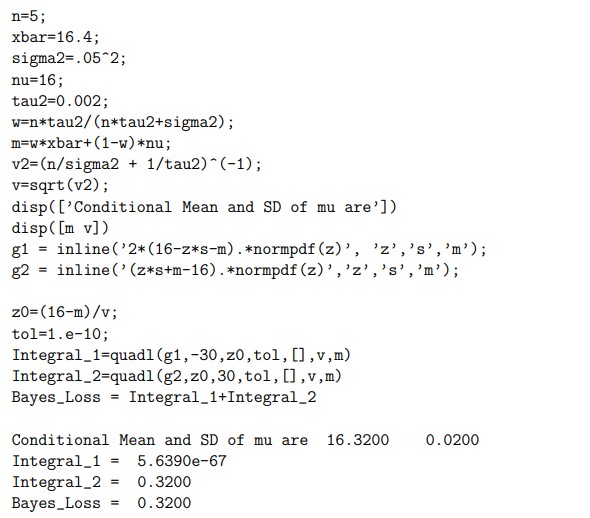 n=5;
xbar=16.4;
sigma2=.05^2;
nu=16;
tau2=0.002;
w=n*tau2/(n*tau2+sigma2);
m=w*xbar+(1-w)*nu;
v2=(n/sigma2 + 1/tau2)^(-1);
v=sqrt(v2);
disp(['Conditional Mean and SD of mu are'])
disp([m v])
g1 = inline('2*(16-z*s-m).*normpdf(z)', 'z','s','m');
g2 = inline('(z*s+m-16).*normpdf(z)','z','s','m');
z0=(16-m)/v;
tol=1.e-10;
Integral_1=quadl(g1,-30,z0,tol,[],v,m)
Integral_2=quadl(g2,z0,30,tol,[],v,m)
Bayes_Loss = Integral_1+Integral_2
Conditional Mean and SD of mu are  16.3200    0.0200
Integral_1 =  5.6390e-67
Integral_2 =  0.3200
Bayes_Loss =  0.3200